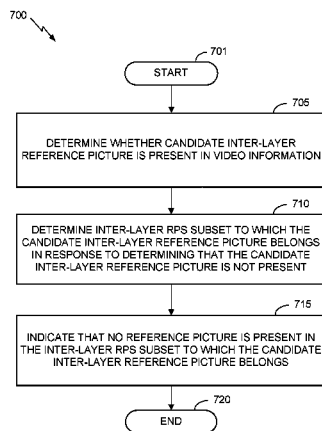 700
701
START
705
DETERMINE WHETHER CANDIDATE INTER-LAYER
REFERENCE PICTURE IS PRESENT IN VIDEO INFORMATION
710
DETERMINE INTER-LAYER RPS SUBSET TO WHICH THE
CANDIDATE INTER-LAYER REFERENCE PICTURE BELONGS
IN RESPONSE TO DETERMINING THAT THE CANDIDATE
INTER-LAYER REFERENCE PICTURE IS NOT PRESENT
715
INDICATE THAT NO REFERENCE PICTURE IS PRESENT IN
THE INTER-LAYER RPS SUBSET TO WHICH THE CANDIDATE
INTER-LAYER REFERENCE PICTURE BELONGS
720
END